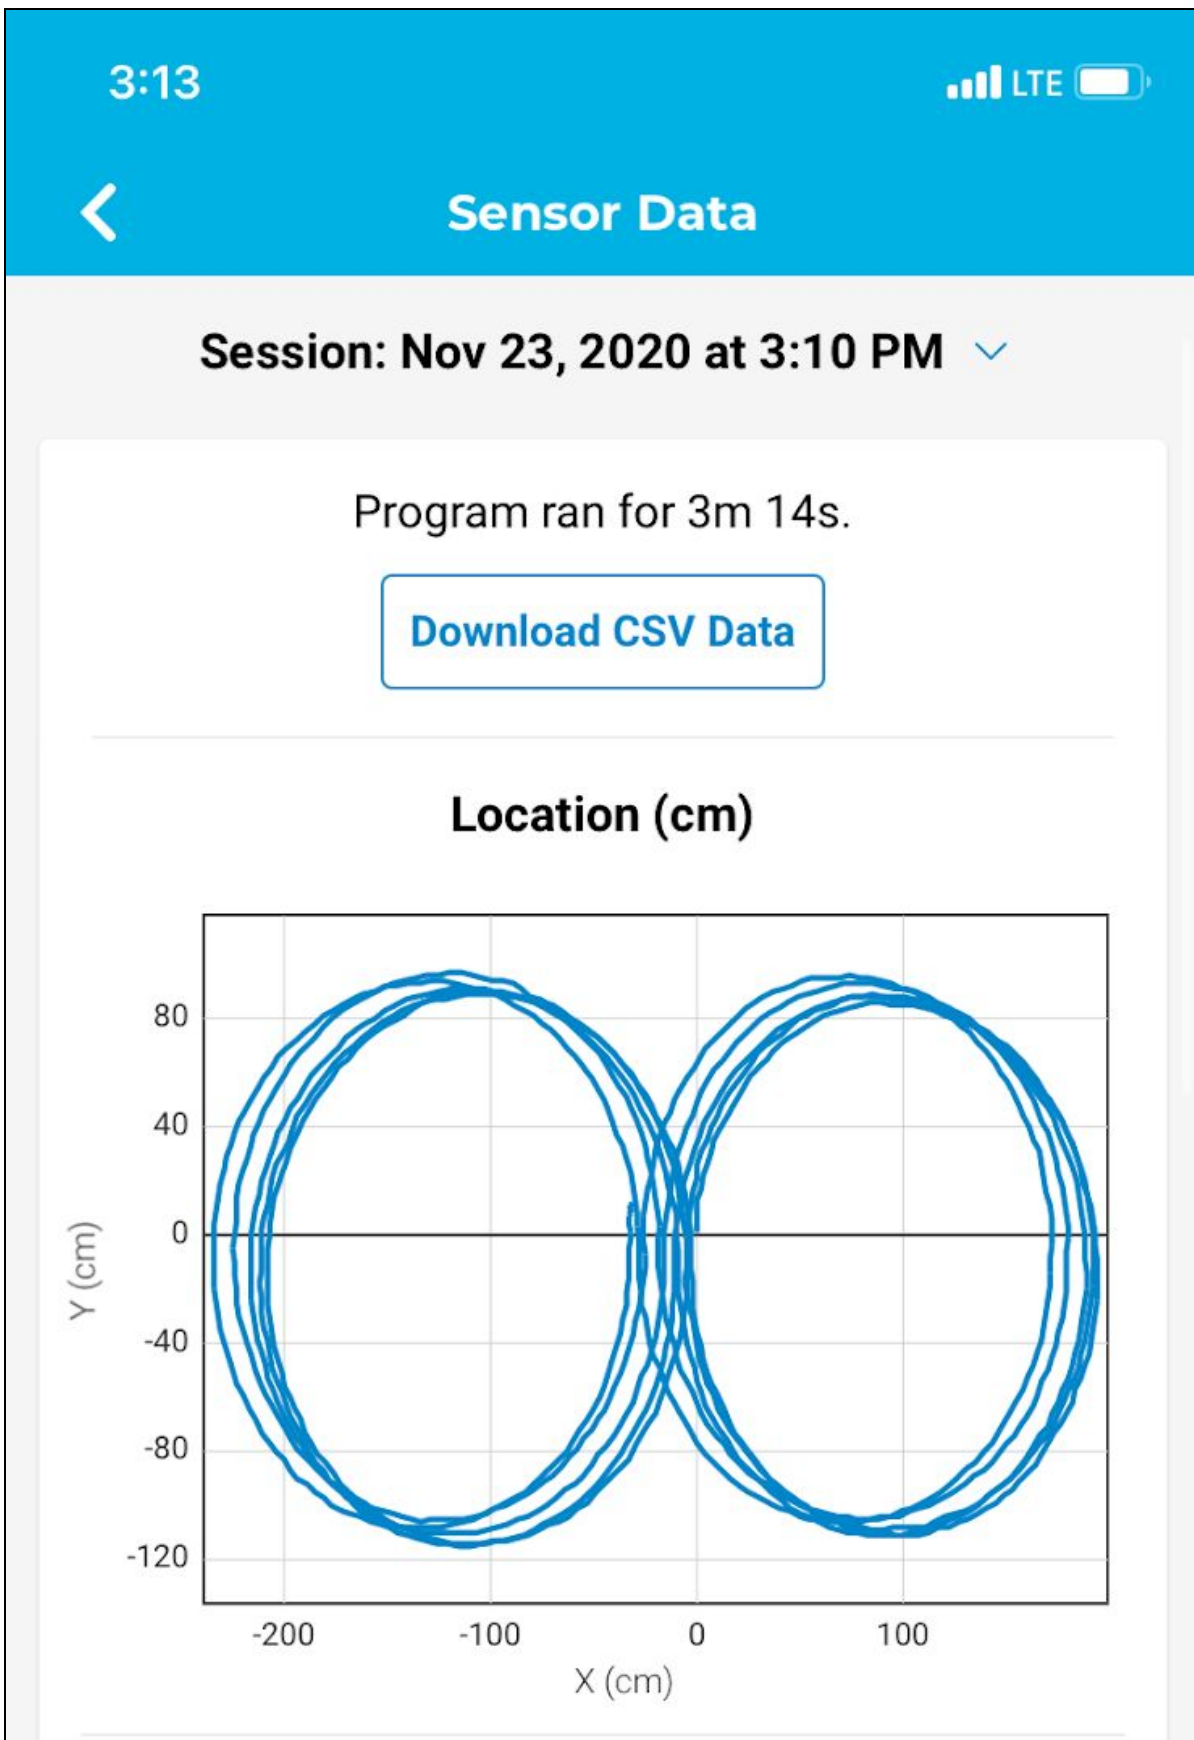 3:13 LTE
Sensor Data
Session: Nov 23, 2020 at 3:10 PM
Program ran for 3m 14s.
Download CSV Data
Location (cm)
80
40
0
-40
-80
-120
Y (cm)
-200 -100 0 100
X (cm)